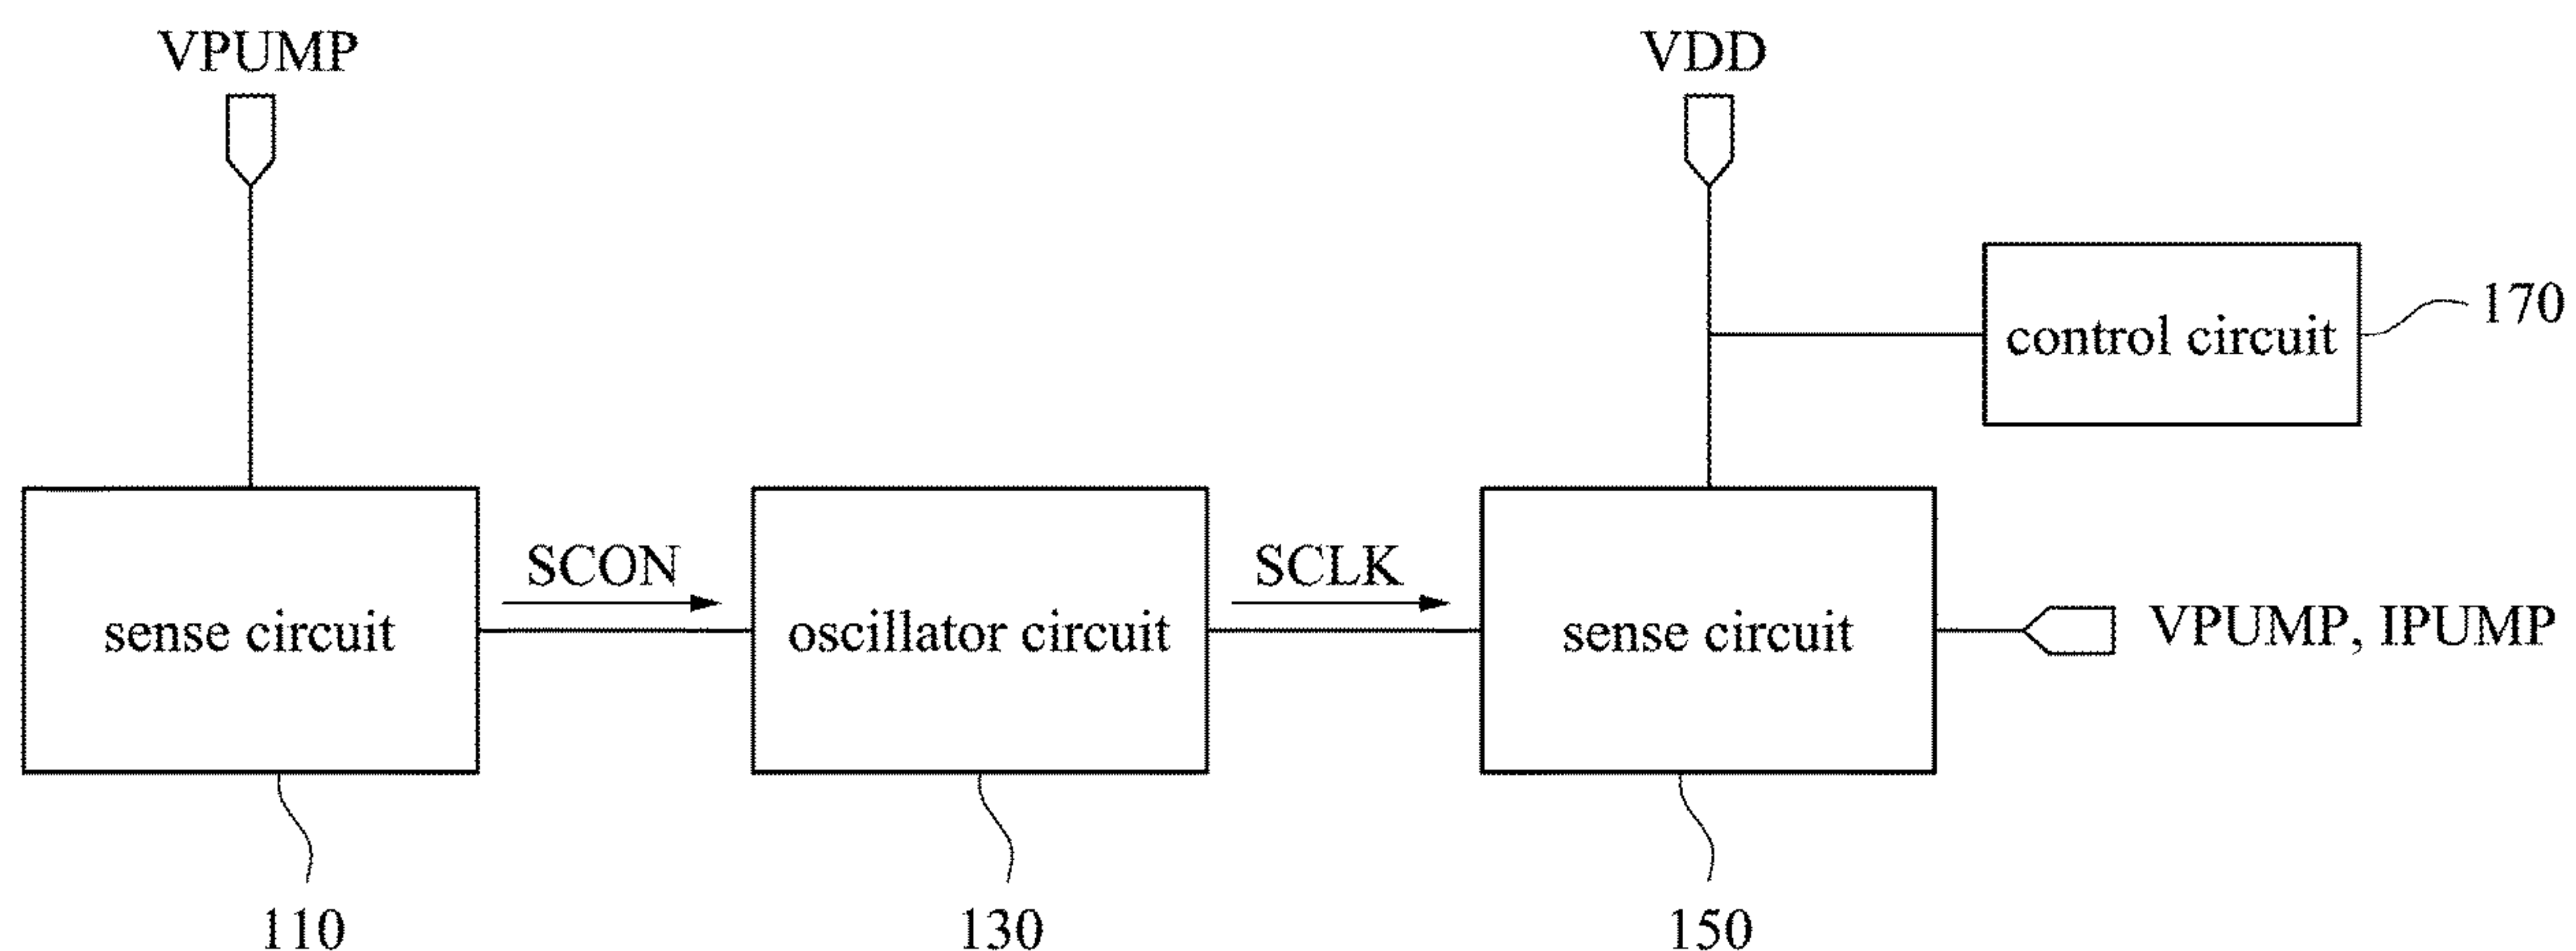 VPUMP
VDD
control circuit
170
sense circuit
SCON
oscillator circuit
SCLK
sense circuit
VPUMP, IPUMP
110
130
150